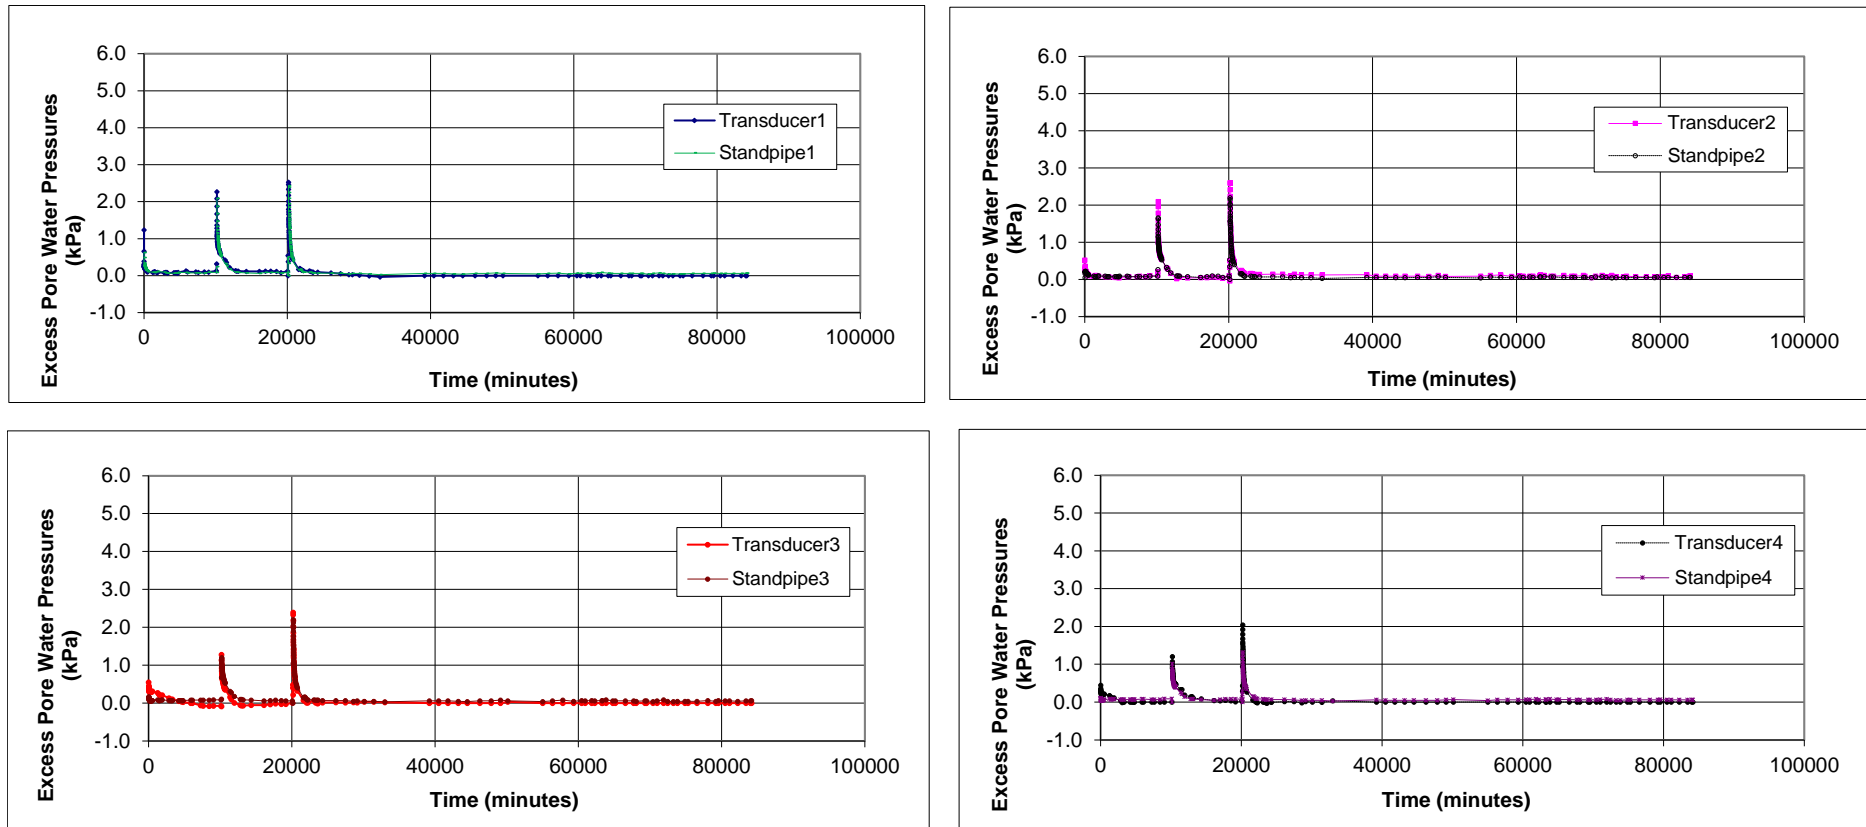 Excess Pore Water Pressures
(kPa)
6.0
5.0
4.0
3.0
2.0
1.0
0.0
-1.0
Transducer1
Standpipe1
0 20000 40000 60000 80000 100000
Time (minutes)
Excess Pore Water Pressures
(kPa)
6.0
5.0
4.0
3.0
2.0
1.0
0.0
-1.0
Transducer2
Standpipe2
0 20000 40000 60000 80000 100000
Time (minutes)
Excess Pore Water Pressures
(kPa)
6.0
5.0
4.0
3.0
2.0
1.0
0.0
-1.0
Transducer3
Standpipe3
0 20000 40000 60000 80000 100000
Time (minutes)
Excess Pore Water Pressures
(kPa)
6.0
5.0
4.0
3.0
2.0
1.0
0.0
-1.0
Transducer4
Standpipe4
0 20000 40000 60000 80000 100000
Time (minutes)